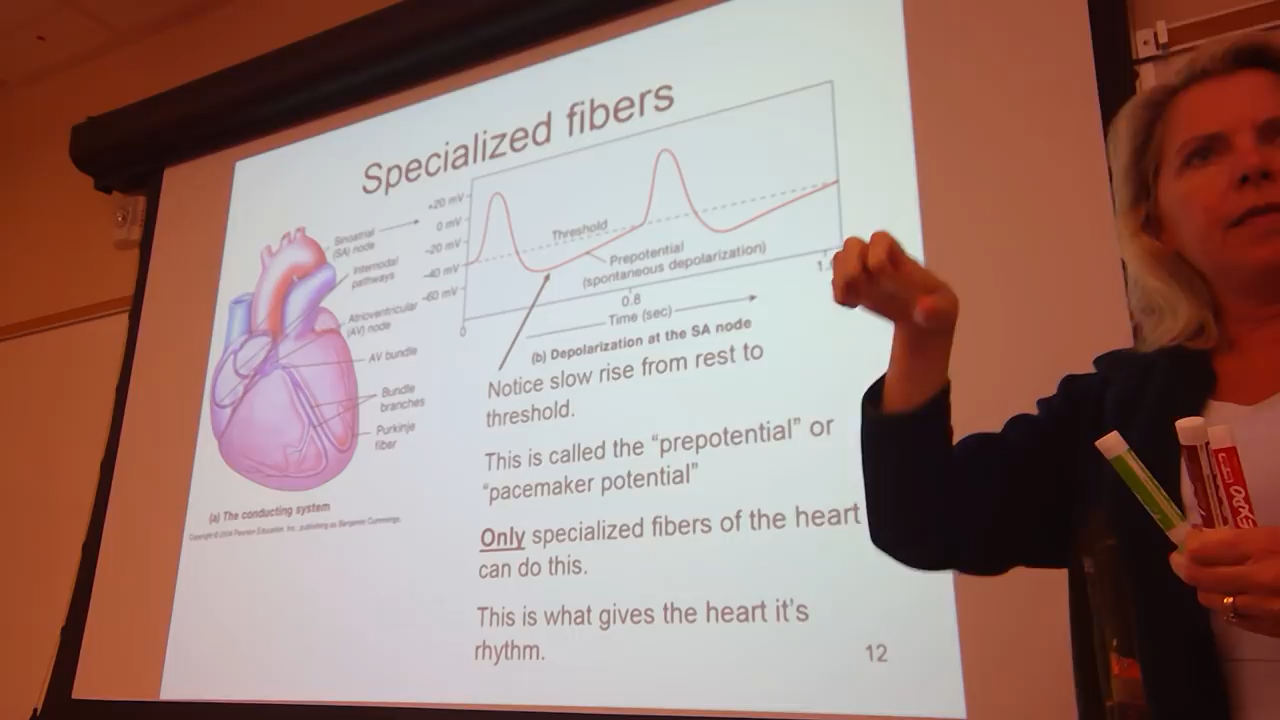 Specialized fibers
Sinoatrial
(SA) node
Internodal
pathways
Atrioventricular
(AV) node
AV bundle
Bundle
branches
Purkinje
fiber
(a) The conducting system
Copyright © 2004 Pearson Education, Inc., publishing as Benjamin Cummings.
+20 mV
0 mV
-20 mV
-40 mV
-60 mV
0
Threshold
Prepotential
(spontaneous depolarization)
0.8
Time (sec)
(b) Depolarization at the SA node
Notice slow rise from rest to
threshold.
This is called the "prepotential" or
"pacemaker potential"
Only specialized fibers of the heart
can do this.
This is what gives the heart it's
rhythm.
12
EXPO